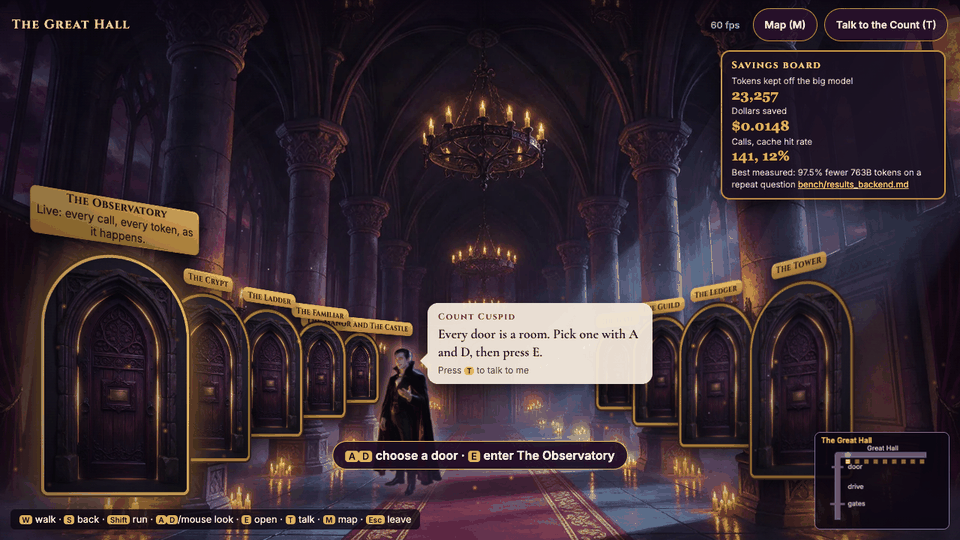 THE GREAT HALL
60 fps
Map (M)
Talk to the Count (T)
SAVINGS BOARD
Tokens kept off the big model
23,257
Dollars saved
$0.0148
Calls, cache hit rate
141, 12%
Best measured: 97.5% fewer 763B tokens on a
repeat question bench/results_backend.md
THE OBSERVATORY
Live: every call, every token, as
it happens.
THE CRYPT
THE LADDER
THE FAMILIAR
AND THE CASTLE
GUILD
THE LEDGER
THE TOWER
COUNT CUSPID
Every door is a room. Pick one with A
and D, then press E.
Press T to talk to me
A D choose a door · E enter The Observatory
The Great Hall
Great Hall
door
drive
gates
W walk · S back · Shift run · A D/mouse look · E open · T talk · M map · Esc leave